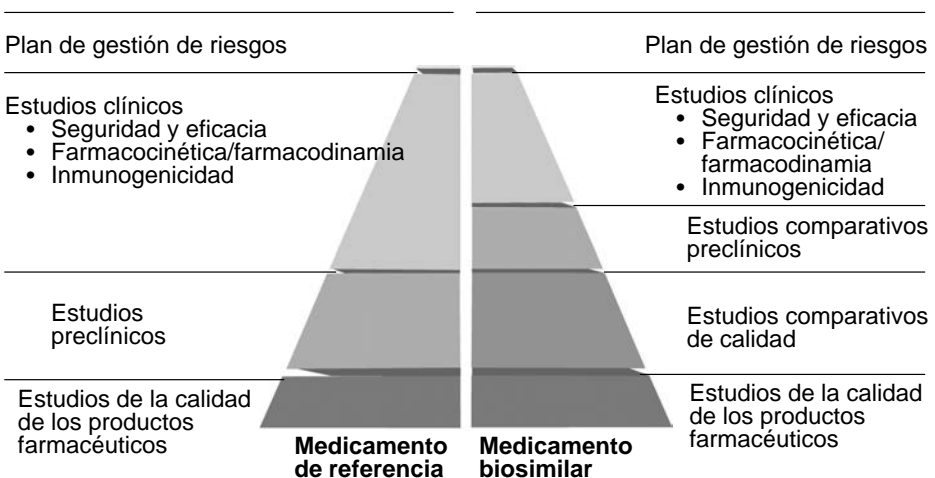 Plan de gestión de riesgos
Estudios clínicos
• Seguridad y eficacia
• Farmacocinética/farmacodinamia
• Inmunogenicidad
Estudios
preclínicos
Estudios de la calidad
de los productos
farmacéuticos
Medicamento
de referencia
Plan de gestión de riesgos
Estudios clínicos
• Seguridad y eficacia
• Farmacocinética/
farmacodinamia
• Inmunogenicidad
Estudios comparativos
preclínicos
Estudios comparativos
de calidad
Estudios de la calidad
de los productos
farmacéuticos
Medicamento
biosimilar